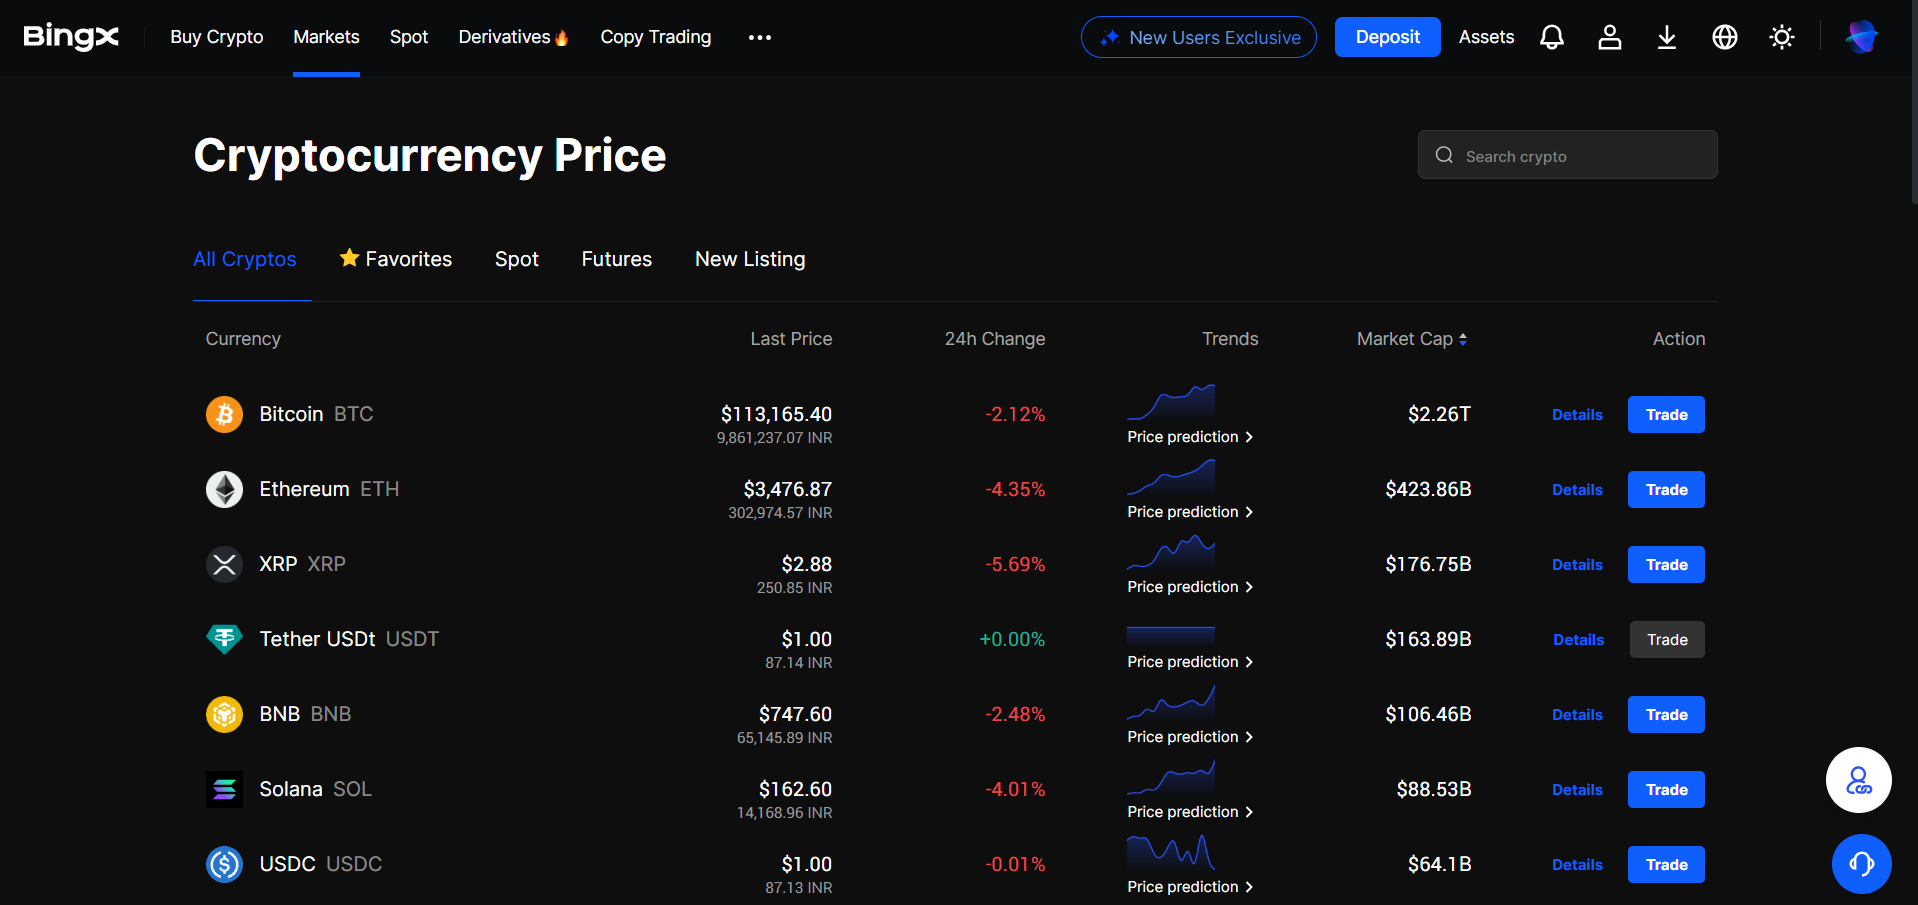 BingX Buy Crypto Markets Spot Derivatives🔥 Copy Trading ••• New Users Exclusive Deposit Assets
Cryptocurrency Price
Search crypto
All Cryptos ⭐ Favorites Spot Futures New Listing
Currency Last Price 24h Change Trends Market Cap Action
Bitcoin BTC $113,165.40 -2.12% $2.26T Details Trade
9,861,237.07 INR Price prediction >
Ethereum ETH $3,476.87 -4.35% $423.86B Details Trade
302,974.57 INR Price prediction >
XRP XRP $2.88 -5.69% $176.75B Details Trade
250.85 INR Price prediction >
Tether USDt USDT $1.00 +0.00% $163.89B Details Trade
87.14 INR Price prediction >
BNB BNB $747.60 -2.48% $106.46B Details Trade
65,145.89 INR Price prediction >
Solana SOL $162.60 -4.01% $88.53B Details Trade
14,168.96 INR Price prediction >
USDC USDC $1.00 -0.01% $64.1B Details Trade
87.13 INR Price prediction >